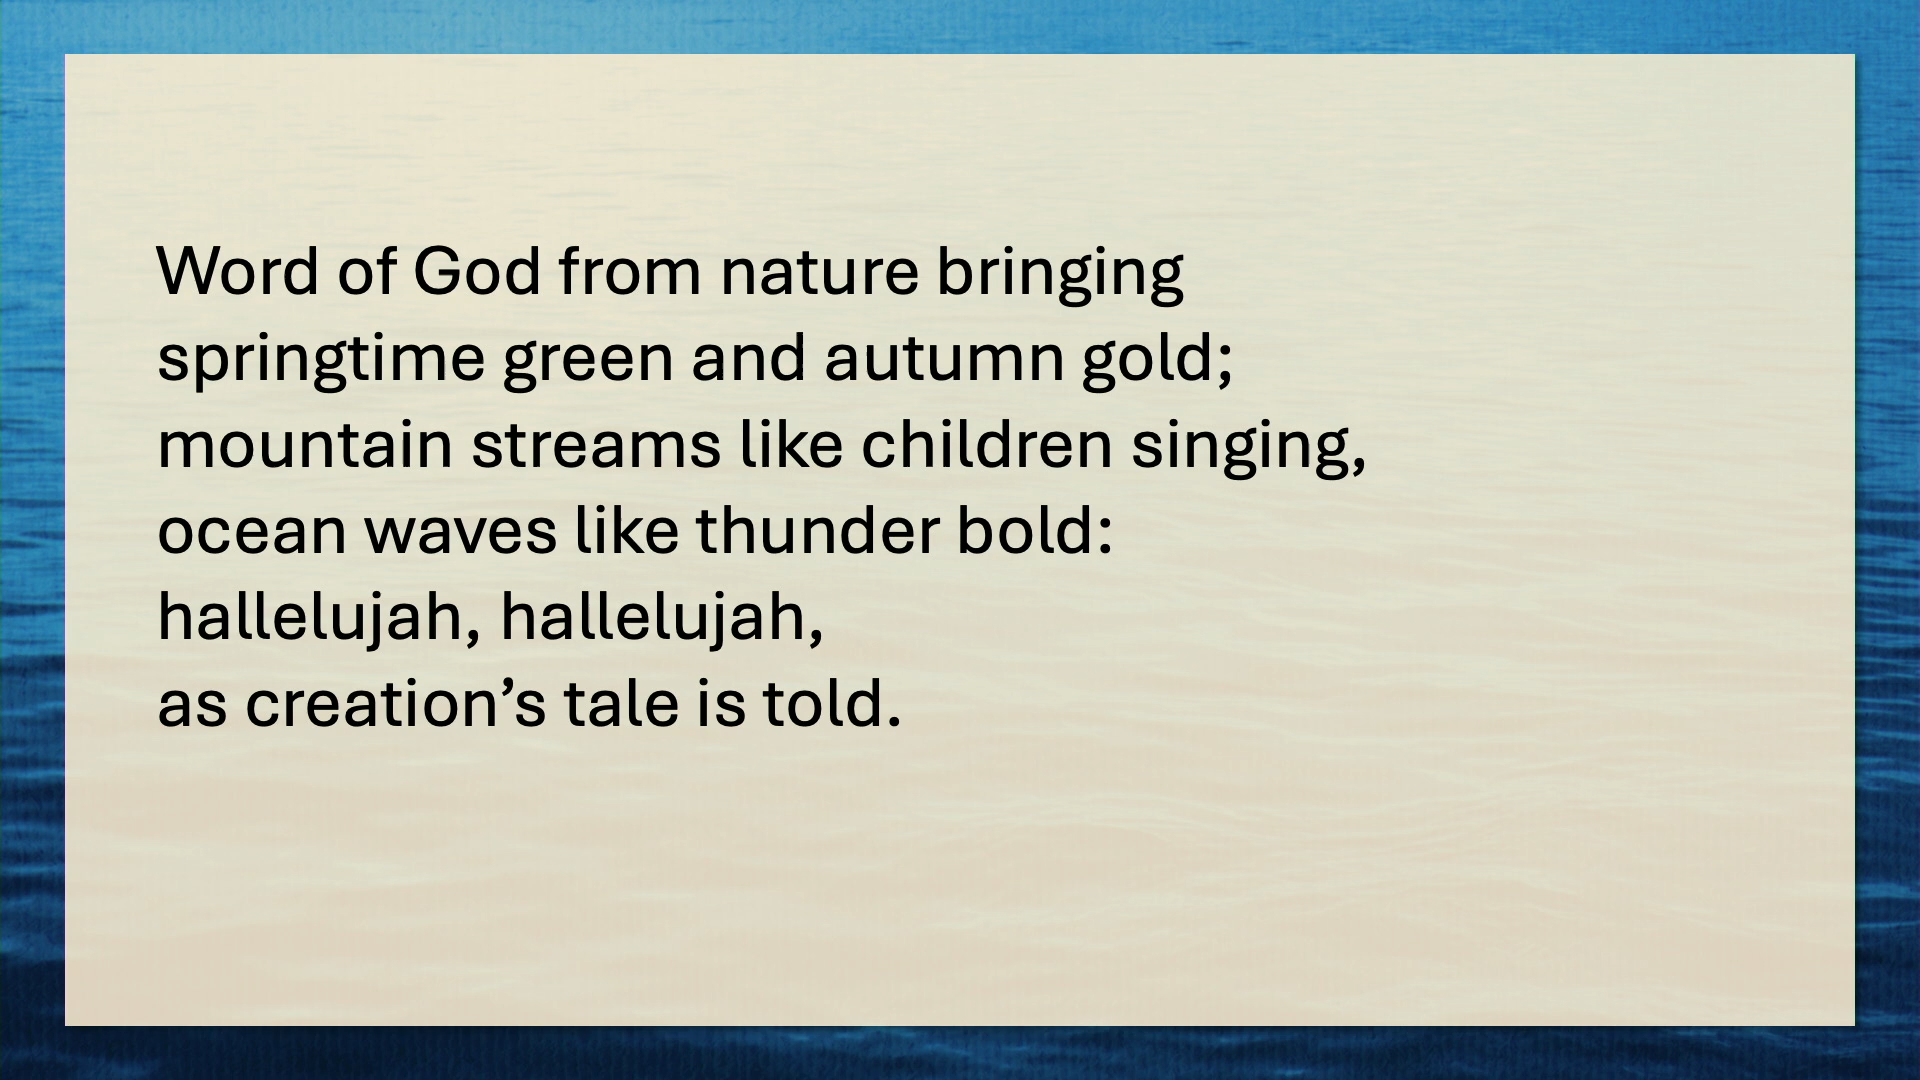 Word of God from nature bringing
springtime green and autumn gold;
mountain streams like children singing,
ocean waves like thunder bold:
hallelujah, hallelujah,
as creation’s tale is told.